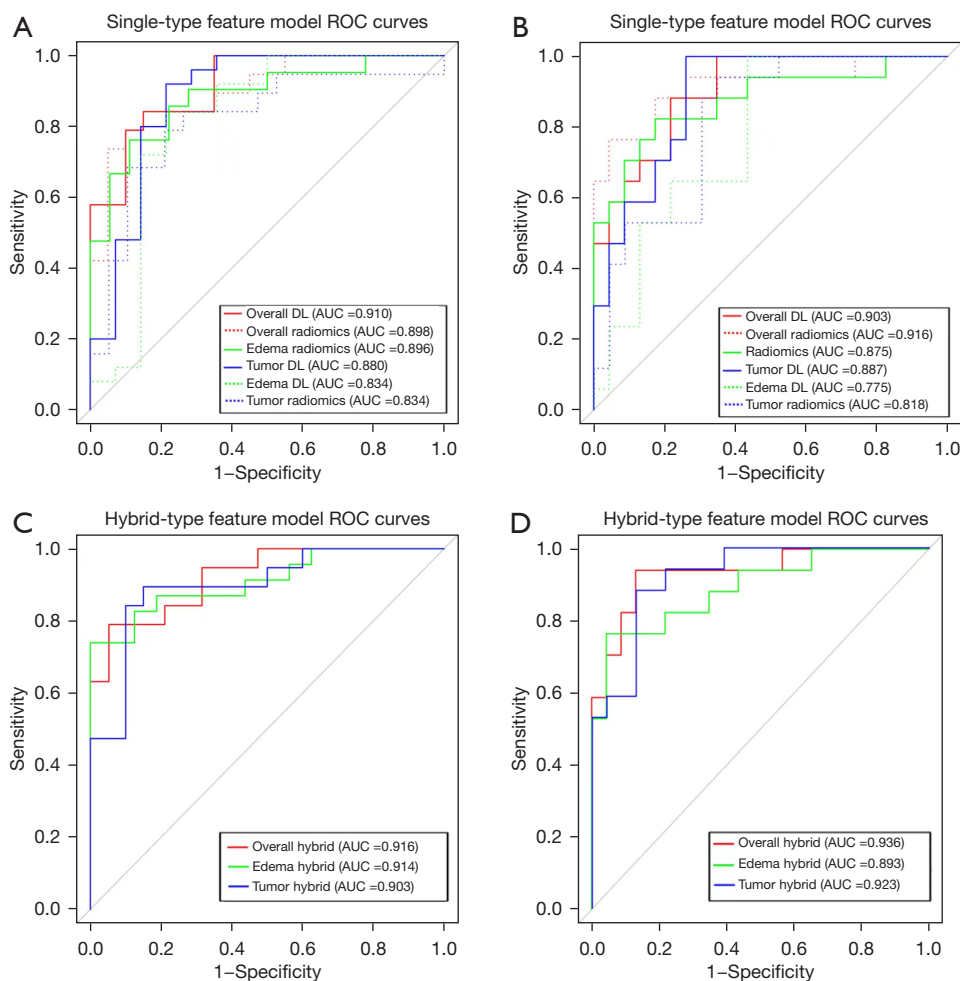 A
Single-type feature model ROC curves
1.0
0.8
0.6
0.4
0.2
0.0
Sensitivity
Overall DL (AUC =0.910)
Overall radiomics (AUC =0.898)
Edema radiomics (AUC =0.896)
Tumor DL (AUC =0.880)
Edema DL (AUC =0.834)
Tumor radiomics (AUC =0.834)
0.0 0.2 0.4 0.6 0.8 1.0
1−Specificity
B
Single-type feature model ROC curves
1.0
0.8
0.6
0.4
0.2
0.0
Sensitivity
Overall DL (AUC =0.903)
Overall radiomics (AUC =0.916)
Radiomics (AUC =0.875)
Tumor DL (AUC =0.887)
Edema DL (AUC =0.775)
Tumor radiomics (AUC =0.818)
0.0 0.2 0.4 0.6 0.8 1.0
1−Specificity
C
Hybrid-type feature model ROC curves
1.0
0.8
0.6
0.4
0.2
0.0
Sensitivity
Overall hybrid (AUC =0.916)
Edema hybrid (AUC =0.914)
Tumor hybrid (AUC =0.903)
0.0 0.2 0.4 0.6 0.8 1.0
1−Specificity
D
Hybrid-type feature model ROC curves
1.0
0.8
0.6
0.4
0.2
0.0
Sensitivity
Overall hybrid (AUC =0.936)
Edema hybrid (AUC =0.893)
Tumor hybrid (AUC =0.923)
0.0 0.2 0.4 0.6 0.8 1.0
1−Specificity